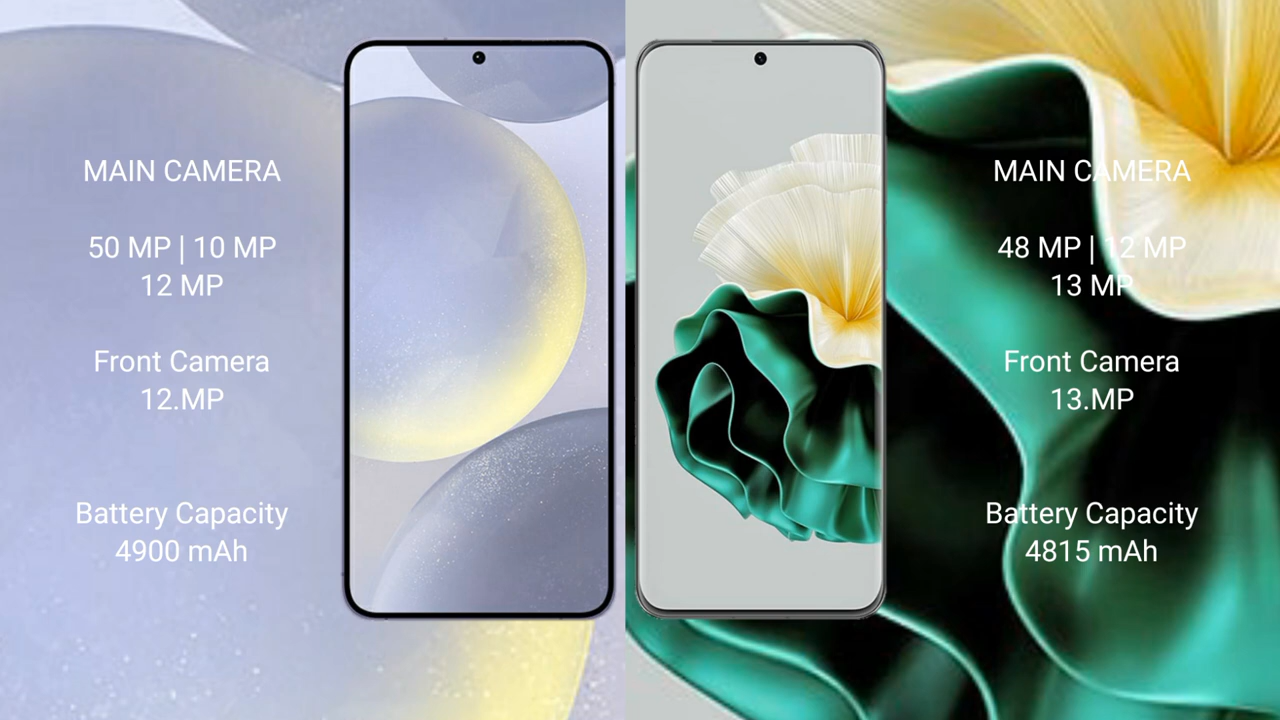 MAIN CAMERA
50 MP | 10 MP
12 MP
Front Camera
12.MP
Battery Capacity
4900 mAh
MAIN CAMERA
48 MP | 12 MP
13 MP
Front Camera
13.MP
Battery Capacity
4815 mAh